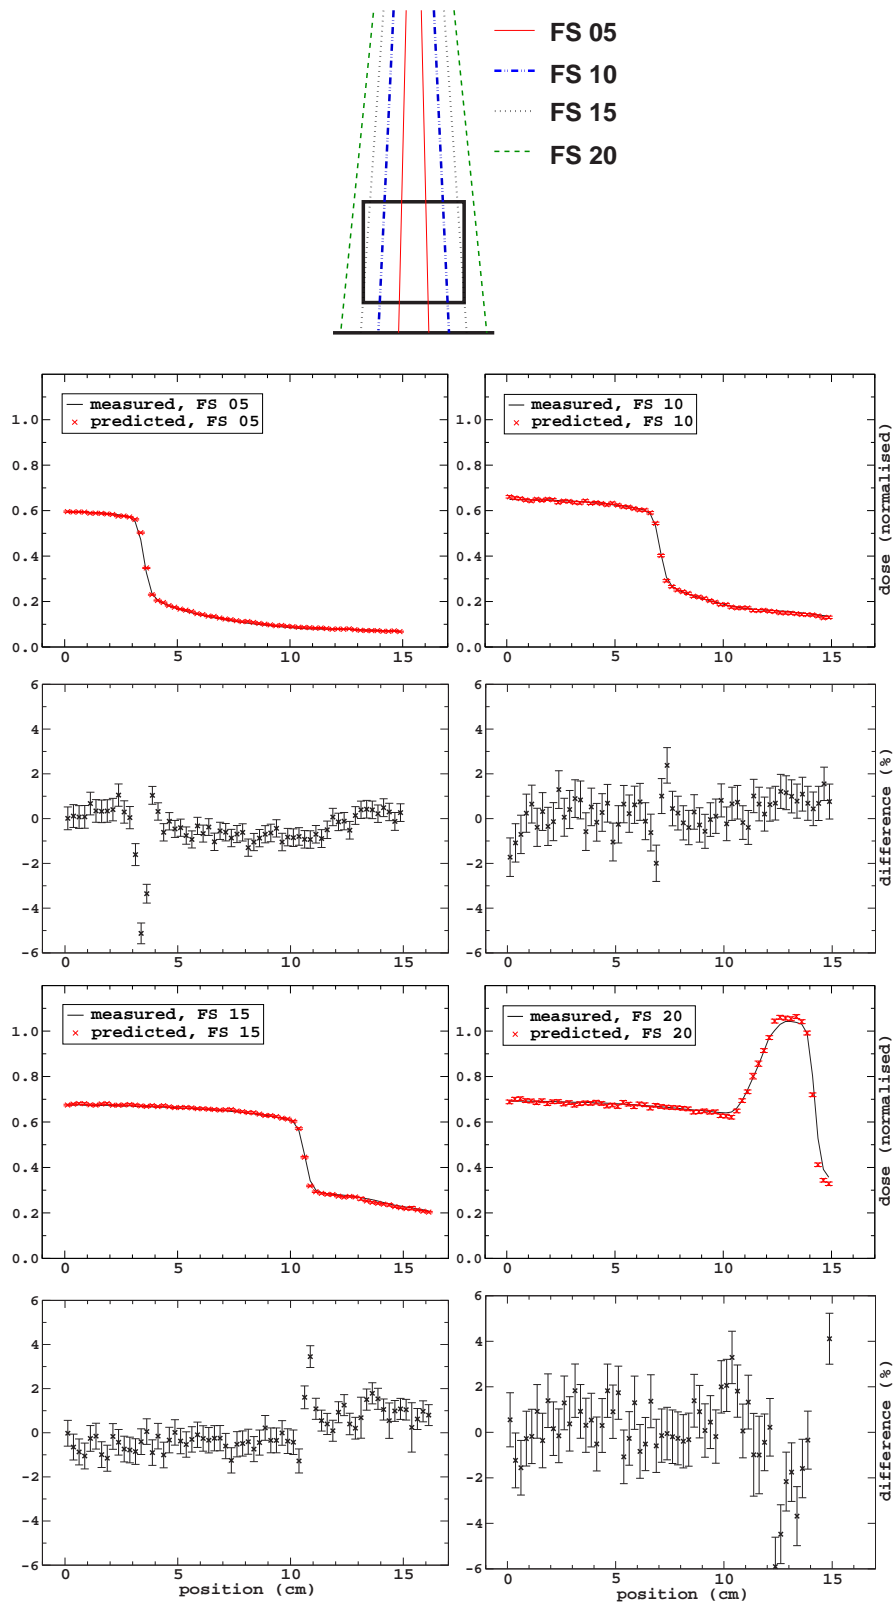 FS 05
FS 10
FS 15
FS 20
measured, FS 05
predicted, FS 05
1.0
0.8
0.6
0.4
0.2
0.0
0 5 10 15
measured, FS 10
predicted, FS 10
1.0
0.8
0.6
0.4
0.2
0.0
0 5 10 15
dose (normalised)
6
4
2
0
-2
-4
-6
0 5 10 15
6
4
2
0
-2
-4
-6
0 5 10 15
difference (%)
measured, FS 15
predicted, FS 15
1.0
0.8
0.6
0.4
0.2
0.0
0 5 10 15
measured, FS 20
predicted, FS 20
1.0
0.8
0.6
0.4
0.2
0.0
0 5 10 15
dose (normalised)
6
4
2
0
-2
-4
-6
0 5 10 15
position (cm)
6
4
2
0
-2
-4
-6
0 5 10 15
position (cm)
difference (%)